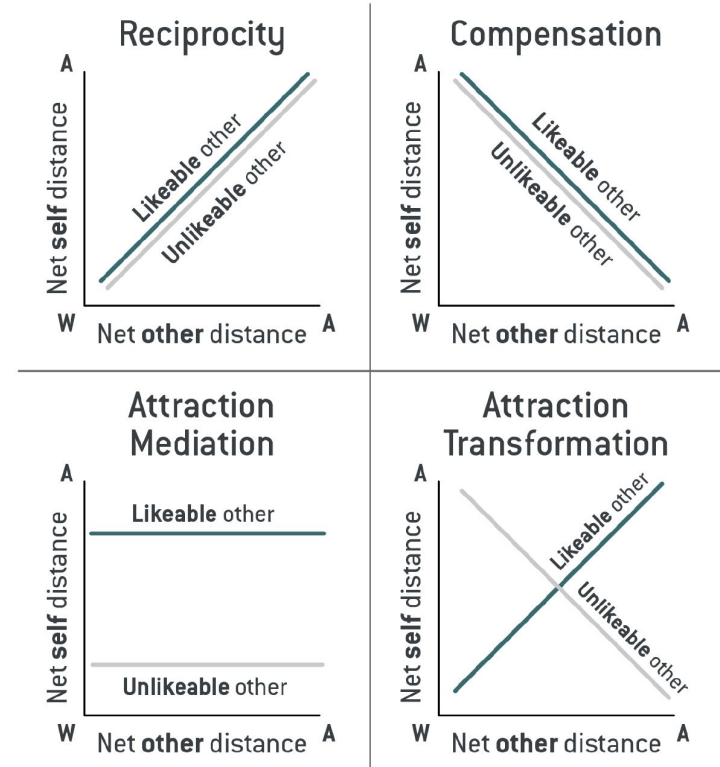 Reciprocity
A
Net self distance
Likeable other
Unlikeable other
W
Net other distance
A
Compensation
A
Net self distance
Likeable other
Unlikeable other
W
Net other distance
A
Attraction
Mediation
A
Net self distance
Likeable other
Unlikeable other
W
Net other distance
A
Attraction
Transformation
A
Net self distance
Likeable other
Unlikeable other
W
Net other distance
A